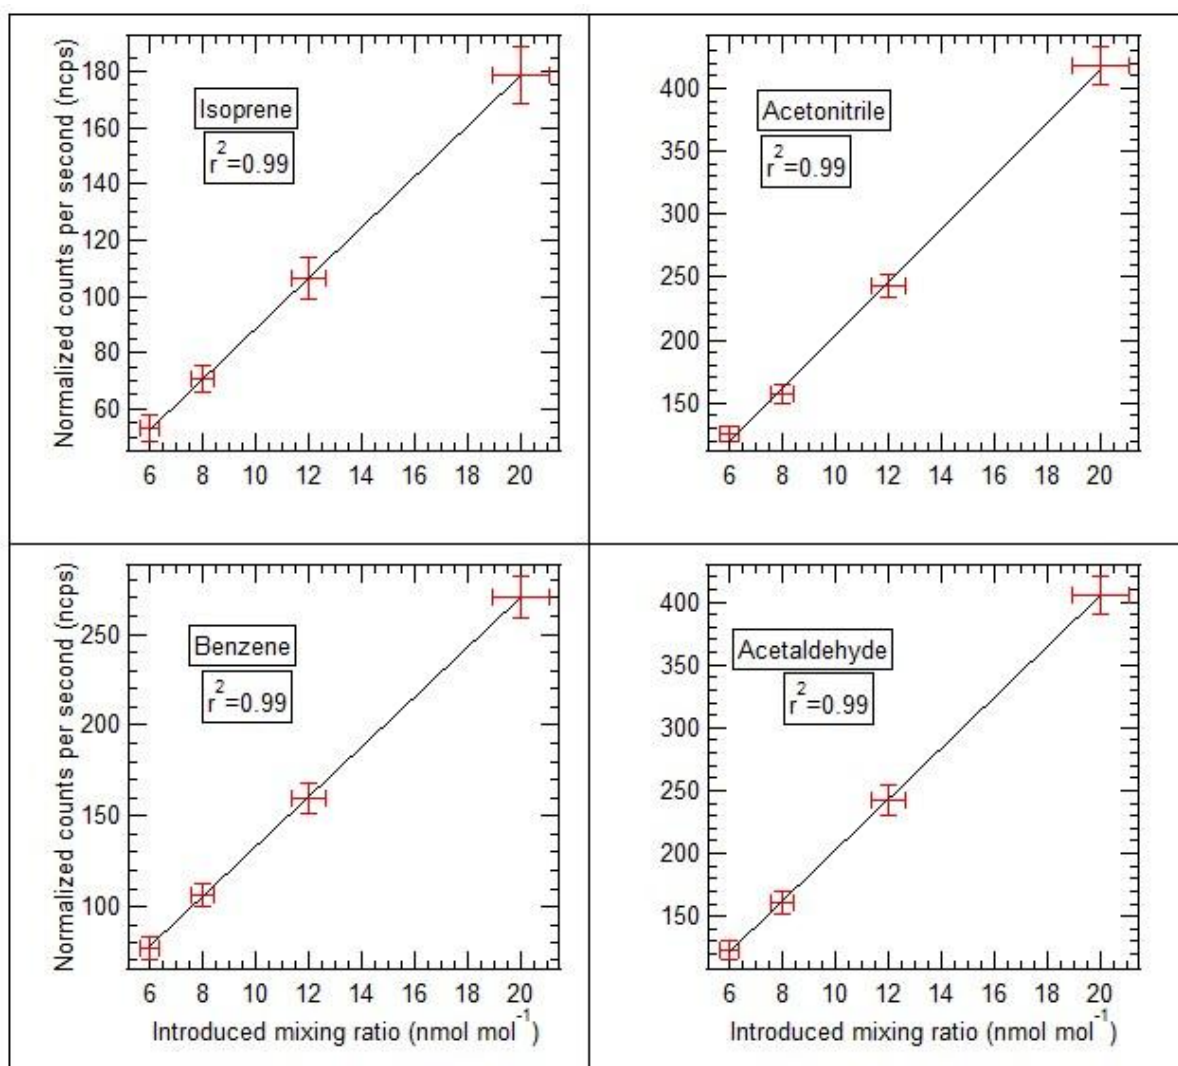 Normalized counts per second (ncps)
180
160
140
120
100
80
60
Isoprene
r²=0.99
6 8 10 12 14 16 18 20
400
350
300
250
200
150
Acetonitrile
r²=0.99
6 8 10 12 14 16 18 20
Normalized counts per second (ncps)
250
200
150
100
Benzene
r²=0.99
6 8 10 12 14 16 18 20
Introduced mixing ratio (nmol mol⁻¹)
400
350
300
250
200
150
Acetaldehyde
r²=0.99
6 8 10 12 14 16 18 20
Introduced mixing ratio (nmol mol⁻¹)